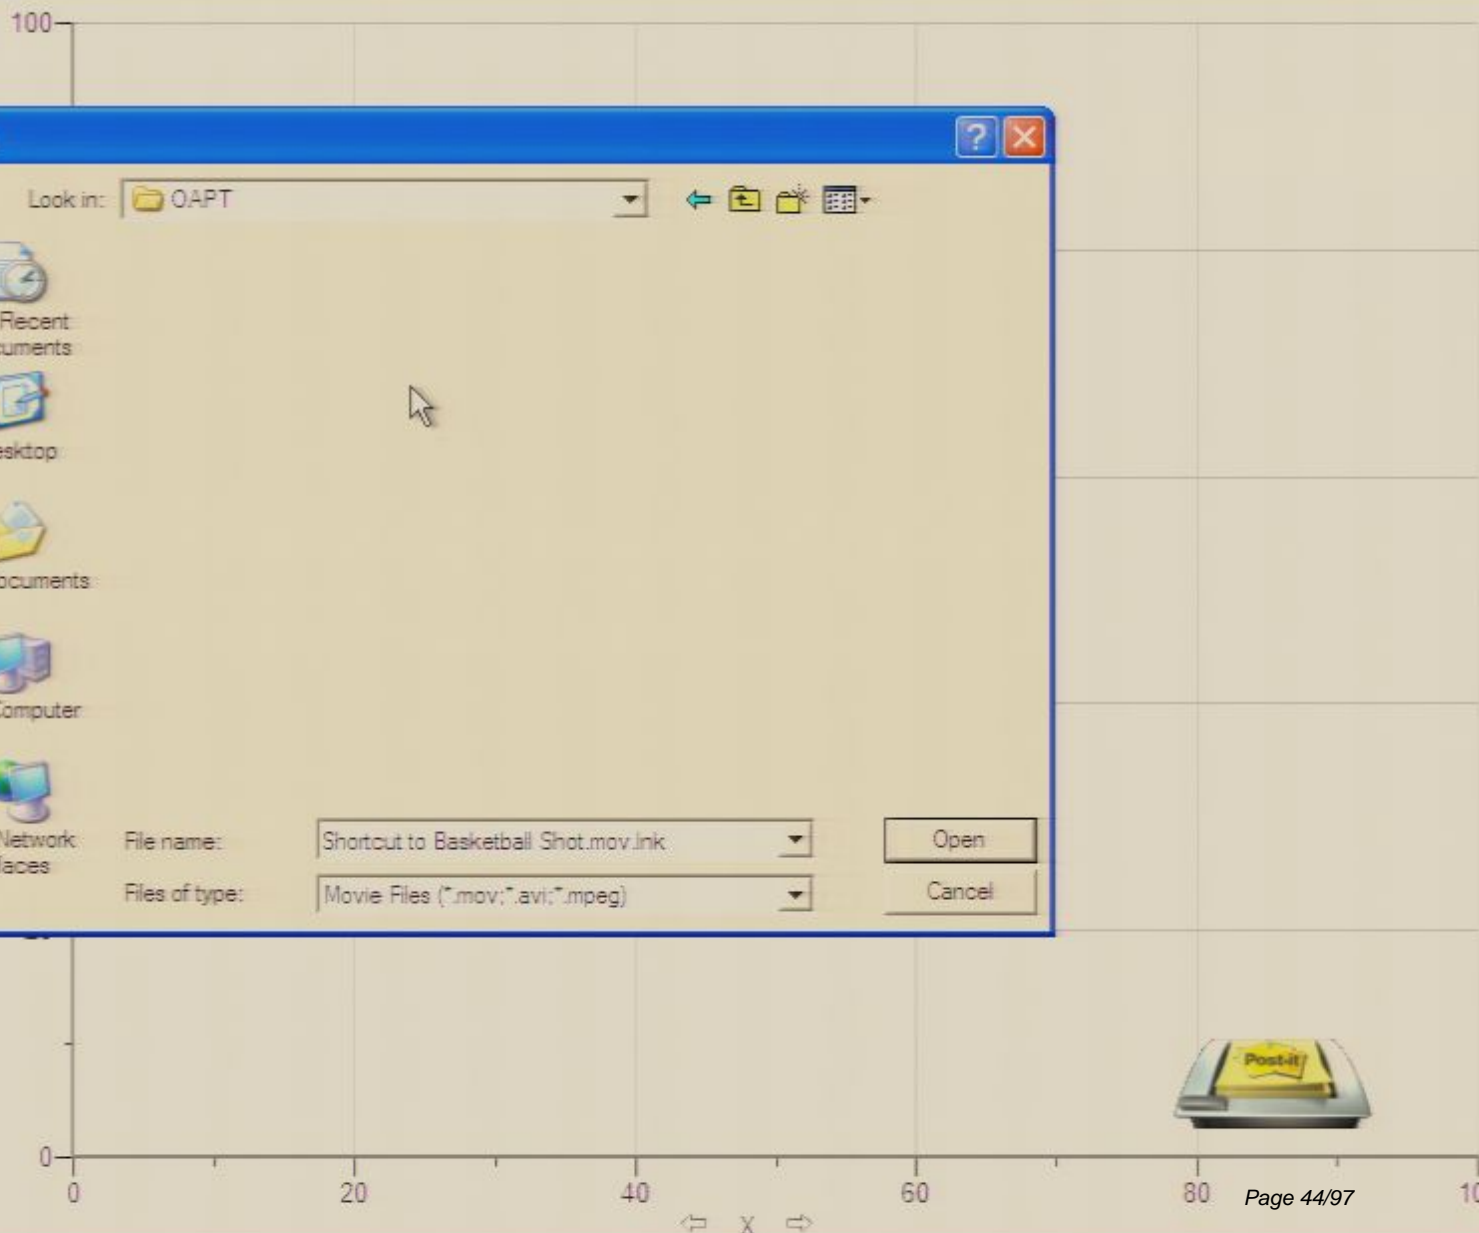 100
Look in: OAPT
Recent
uments
esktop
ocuments
Computer
Network
laces
File name: Shortcut to Basketball Shot.mov.lnk Open
Files of type: Movie Files (*.mov;*.avi;*.mpeg) Cancel
Post-it
0
0 20 40 60 80 10
X
Page 44/97